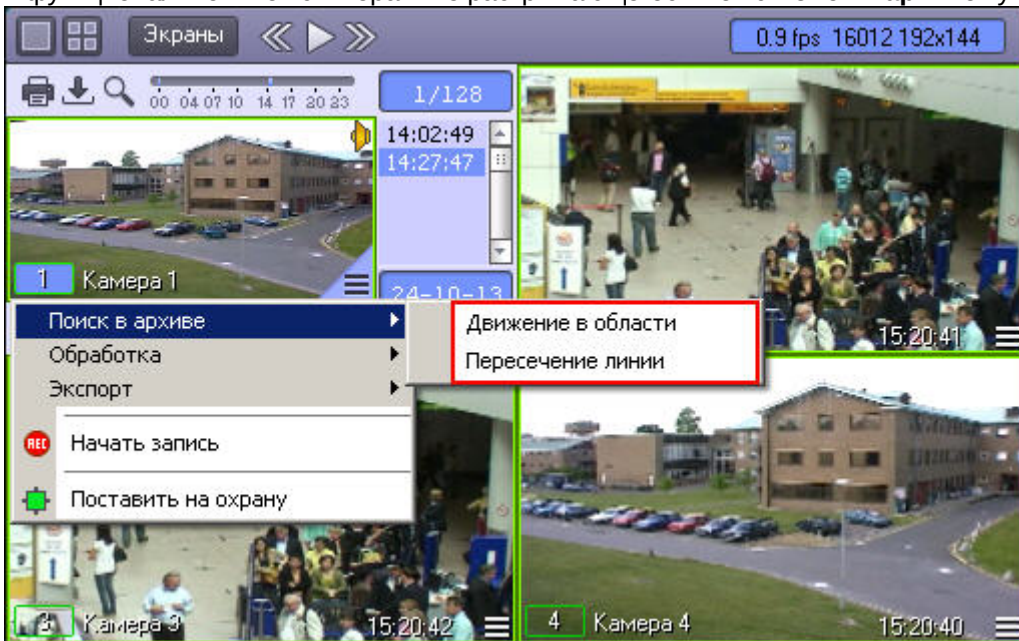 Экраны
0.9 fps 16012 192x144
00 04 07 10 14 17 20 23
1/128
14:02:49
14:27:47
1 Камера 1
24-10-13
Поиск в архиве
Движение в области
15:20:41
Обработка
Пересечение линии
Экспорт
REC Начать запись
Поставить на охрану
3 Камера 3
15:20:42
4 Камера 4
15:20:40